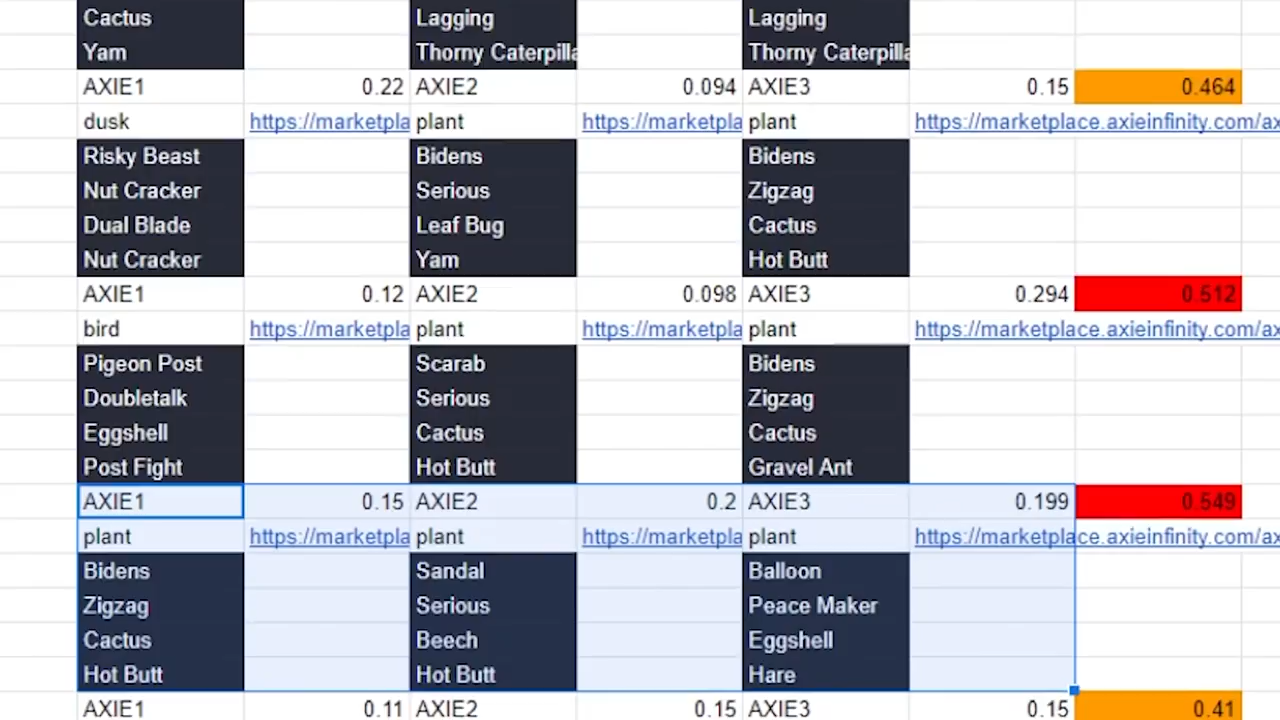 Cactus Lagging Lagging
Yam Thorny Caterpilla Thorny Caterpilla
AXIE1 0.22 AXIE2 0.094 AXIE3 0.15 0.464
dusk https://marketpla plant https://marketpla plant https://marketplace.axieinfinity.com/ax
Risky Beast Bidens Bidens
Nut Cracker Serious Zigzag
Dual Blade Leaf Bug Cactus
Nut Cracker Yam Hot Butt
AXIE1 0.12 AXIE2 0.098 AXIE3 0.294 0.512
bird https://marketpla plant https://marketpla plant https://marketplace.axieinfinity.com/ax
Pigeon Post Scarab Bidens
Doubletalk Serious Zigzag
Eggshell Cactus Cactus
Post Fight Hot Butt Gravel Ant
AXIE1 0.15 AXIE2 0.2 AXIE3 0.199 0.549
plant https://marketpla plant https://marketpla plant https://marketplace.axieinfinity.com/ax
Bidens Sandal Balloon
Zigzag Serious Peace Maker
Cactus Beech Eggshell
Hot Butt Hot Butt Hare
AXIE1 0.11 AXIE2 0.15 AXIE3 0.15 0.41